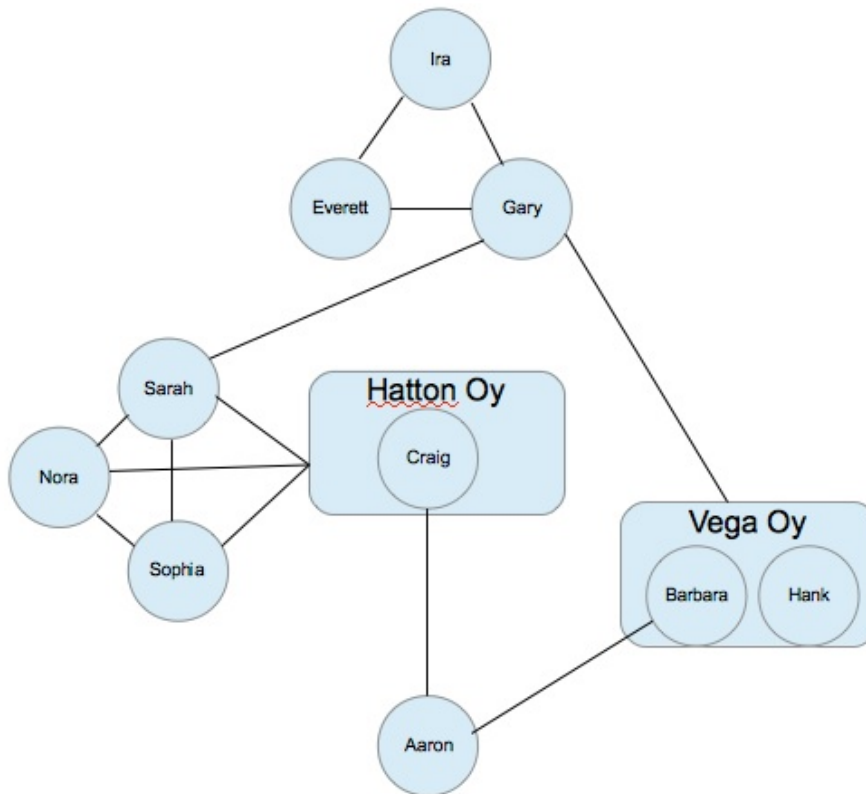 Ira
Everett
Gary
Sarah
Hatton Oy
Craig
Nora
Vega Oy
Sophia
Barbara
Hank
Aaron